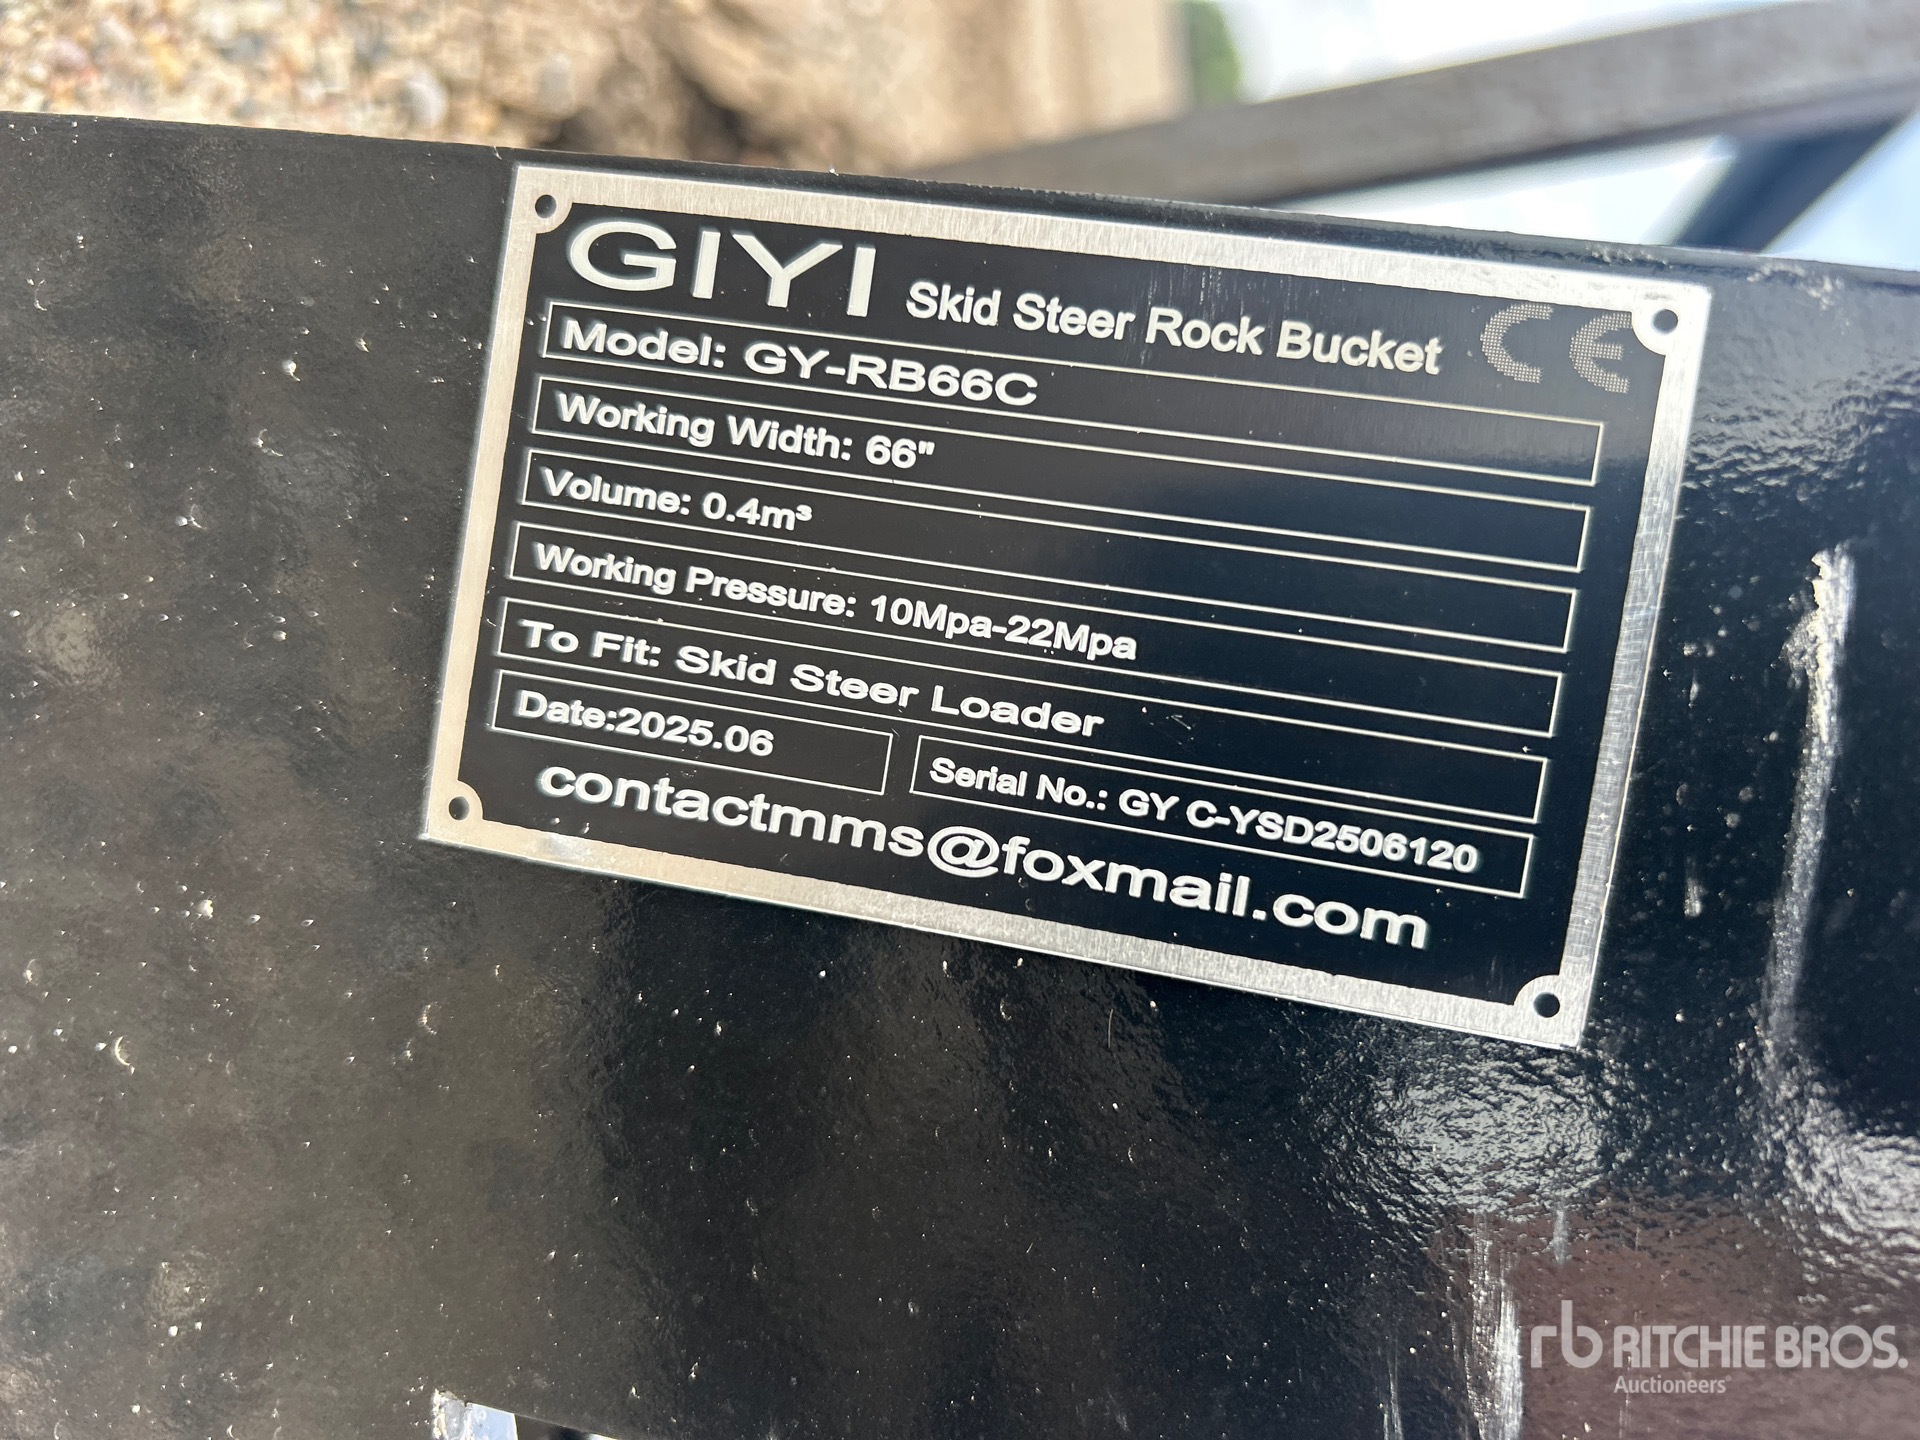 GIYI Skid Steer Rock Bucket CE
Model: GY-RB66C
Working Width: 66"
Volume: 0.4m³
Working Pressure: 10Mpa-22Mpa
To Fit: Skid Steer Loader
Date:2025.06 Serial No.: GY C-YSD2506120
contactmms@foxmail.com
rb RITCHIE BROS.
Auctioneers